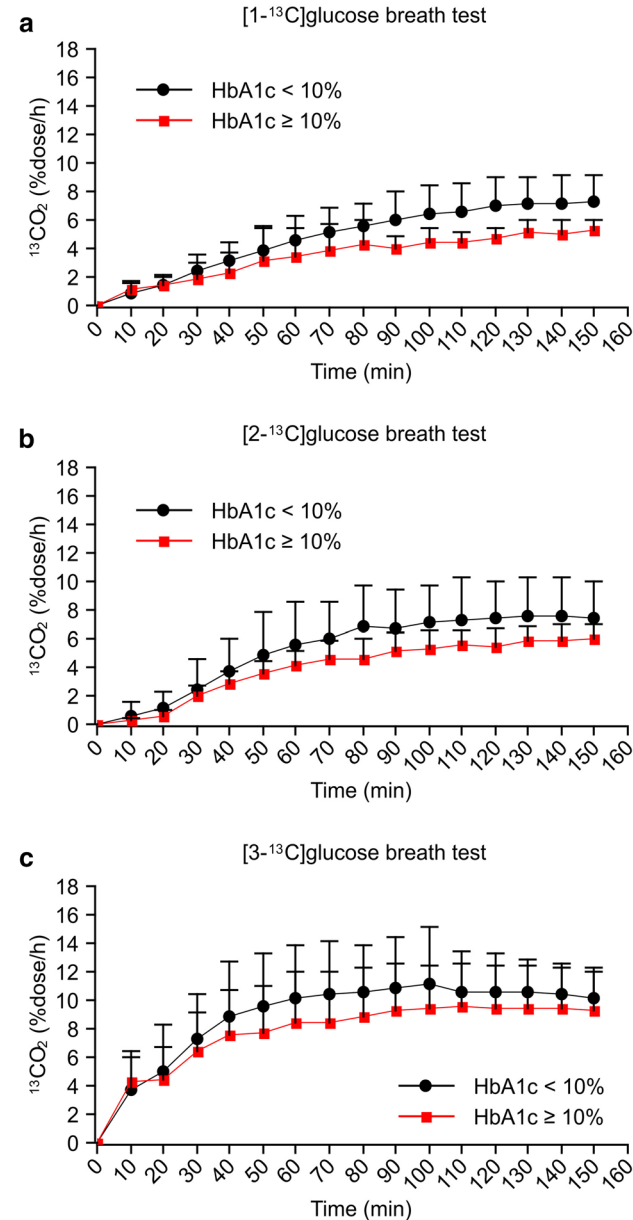 a
[1-¹³C]glucose breath test
18
16
14
12
10
8
6
4
2
0
¹³CO₂ (%dose/h)
HbA1c < 10%
HbA1c ≥ 10%
0 10 20 30 40 50 60 70 80 90 100 110 120 130 140 150 160
Time (min)
b
[2-¹³C]glucose breath test
18
16
14
12
10
8
6
4
2
0
¹³CO₂ (%dose/h)
HbA1c < 10%
HbA1c ≥ 10%
0 10 20 30 40 50 60 70 80 90 100 110 120 130 140 150 160
Time (min)
c
[3-¹³C]glucose breath test
18
16
14
12
10
8
6
4
2
0
¹³CO₂ (%dose/h)
HbA1c < 10%
HbA1c ≥ 10%
0 10 20 30 40 50 60 70 80 90 100 110 120 130 140 150 160
Time (min)